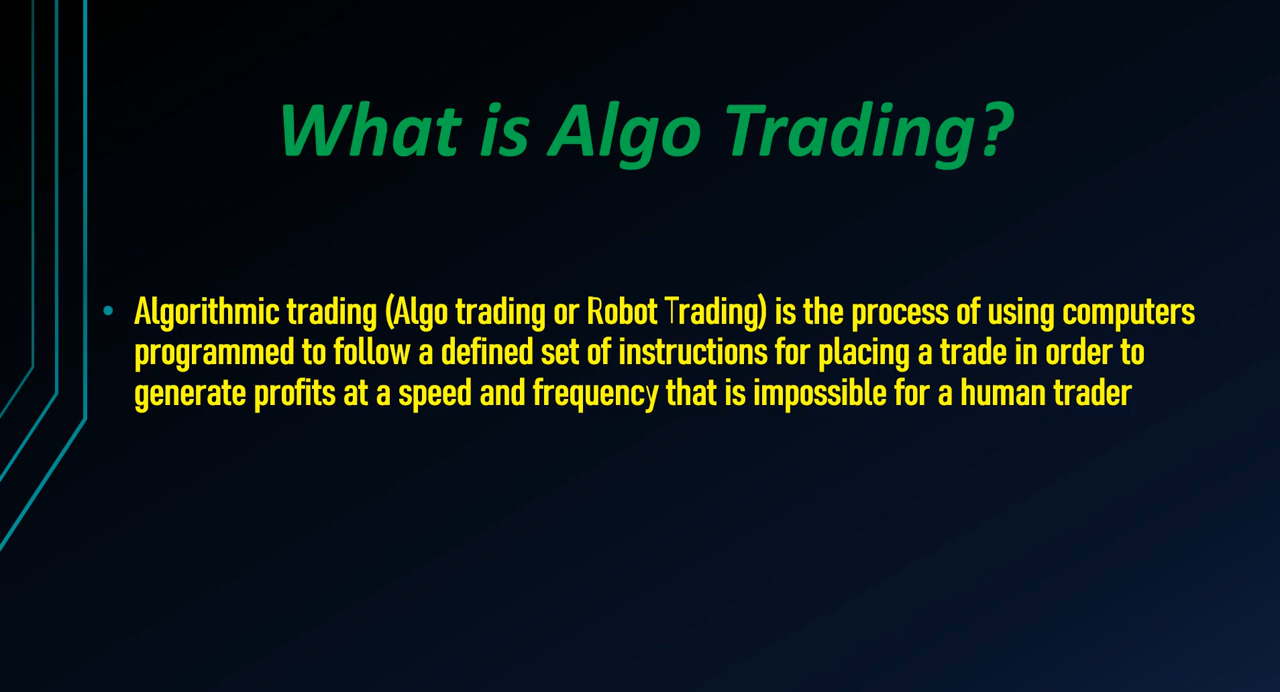 What is Algo Trading?
• Algorithmic trading (Algo trading or Robot Trading) is the process of using computers
programmed to follow a defined set of instructions for placing a trade in order to
generate profits at a speed and frequency that is impossible for a human trader